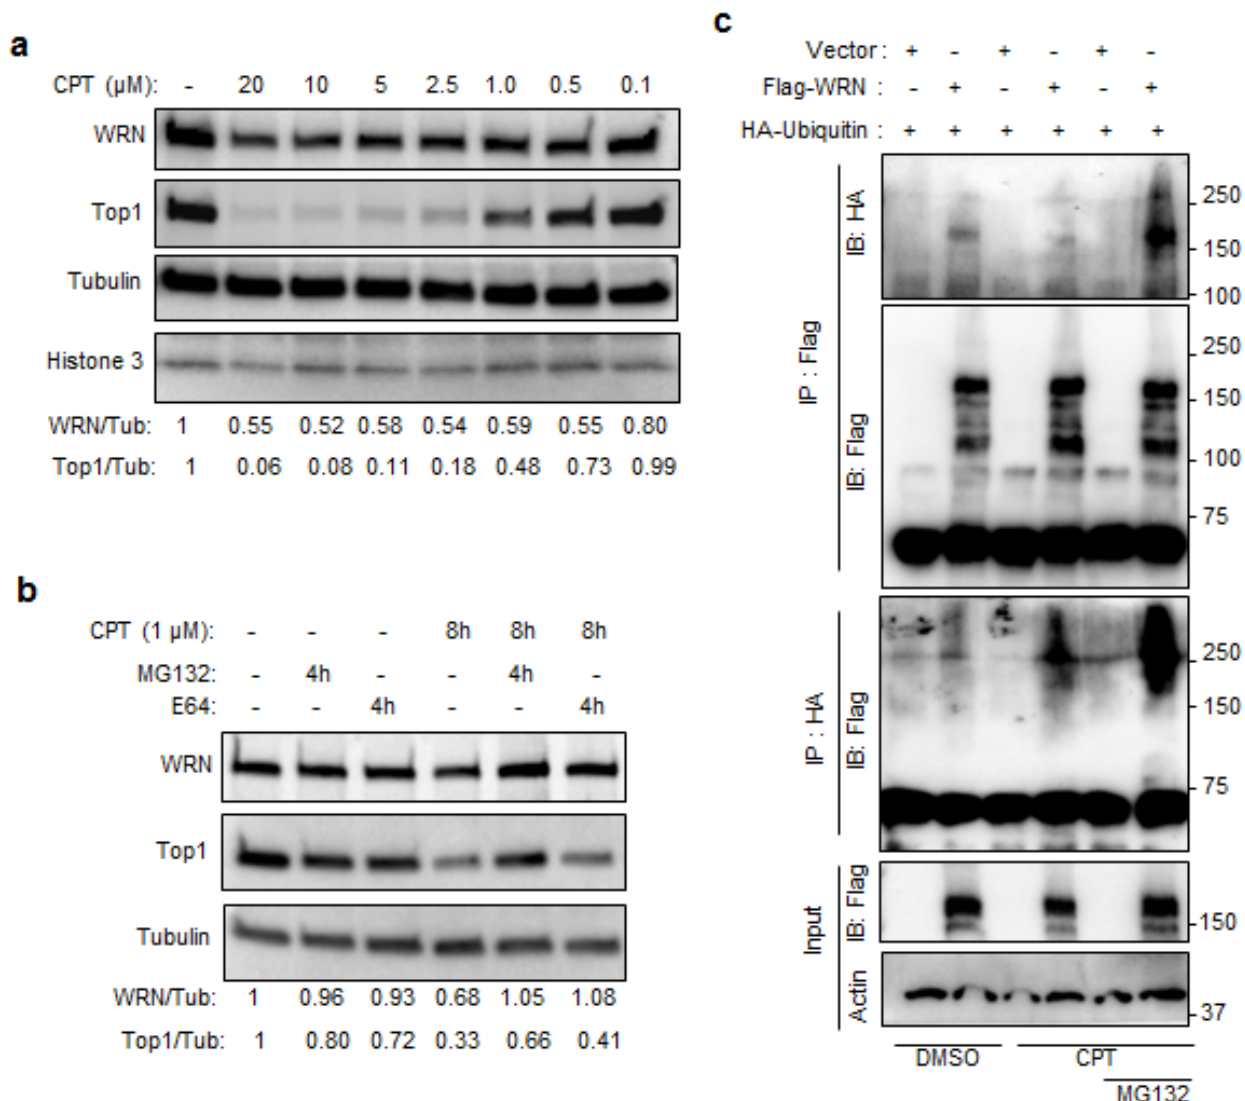 a
CPT (µM): - 20 10 5 2.5 1.0 0.5 0.1
WRN
Top1
Tubulin
Histone 3
WRN/Tub: 1 0.55 0.52 0.58 0.54 0.59 0.55 0.80
Top1/Tub: 1 0.06 0.08 0.11 0.18 0.48 0.73 0.99
b
CPT (1 µM): - - - 8h 8h 8h
MG132: - 4h - - 4h -
E64: - - 4h - - 4h
WRN
Top1
Tubulin
WRN/Tub: 1 0.96 0.93 0.68 1.05 1.08
Top1/Tub: 1 0.80 0.72 0.33 0.66 0.41
c
Vector : + - + - + -
Flag-WRN : - + - + - +
HA-Ubiquitin : + + + + + +
IP : Flag
IB: HA
250
150
100
IB: Flag
250
150
100
75
IP : HA
IB: Flag
250
150
75
Input
IB: Flag
150
Actin
37
DMSO CPT
MG132